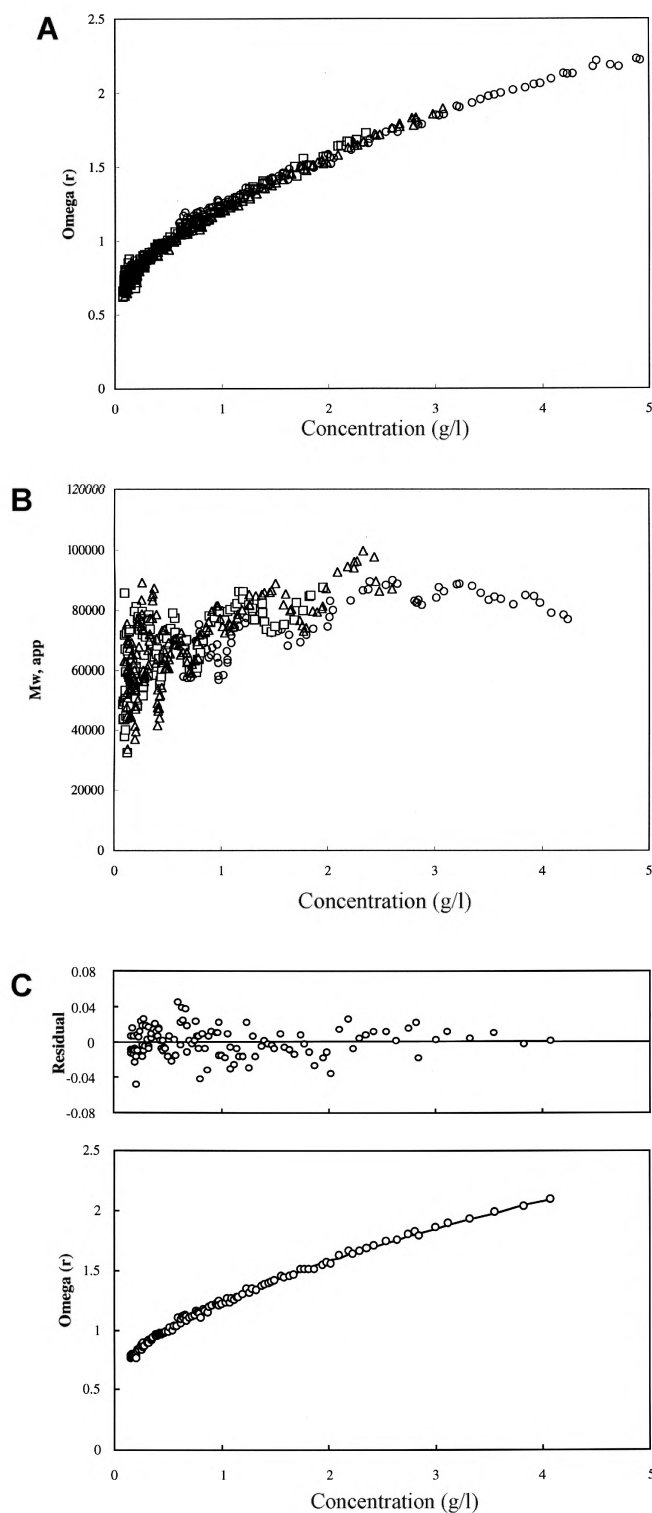 A
2.5
2
1.5
1
0.5
0
Omega (r)
0 1 2 3 4 5
Concentration (g/l)
B
120000
100000
80000
60000
40000
20000
0
Mw, app
0 1 2 3 4 5
Concentration (g/l)
C
0.08
0.04
0
-0.04
-0.08
Residual
2.5
2
1.5
1
0.5
0
Omega (r)
0 1 2 3 4 5
Concentration (g/l)